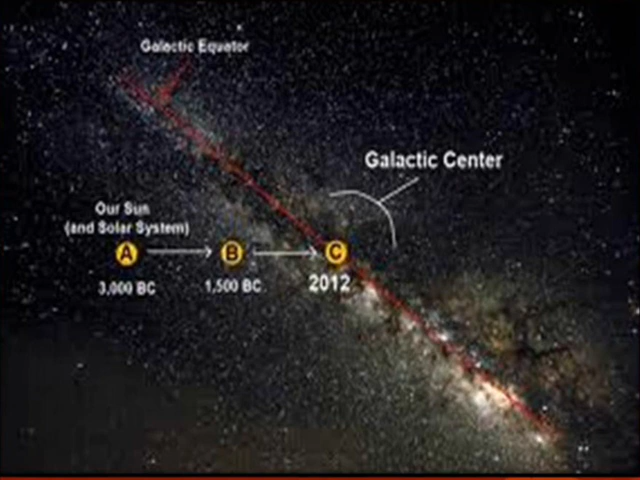 Galactic Equator
Galactic Center
Our Sun
(and Solar System)
A
B
C
3,000 BC
1,500 BC
2012